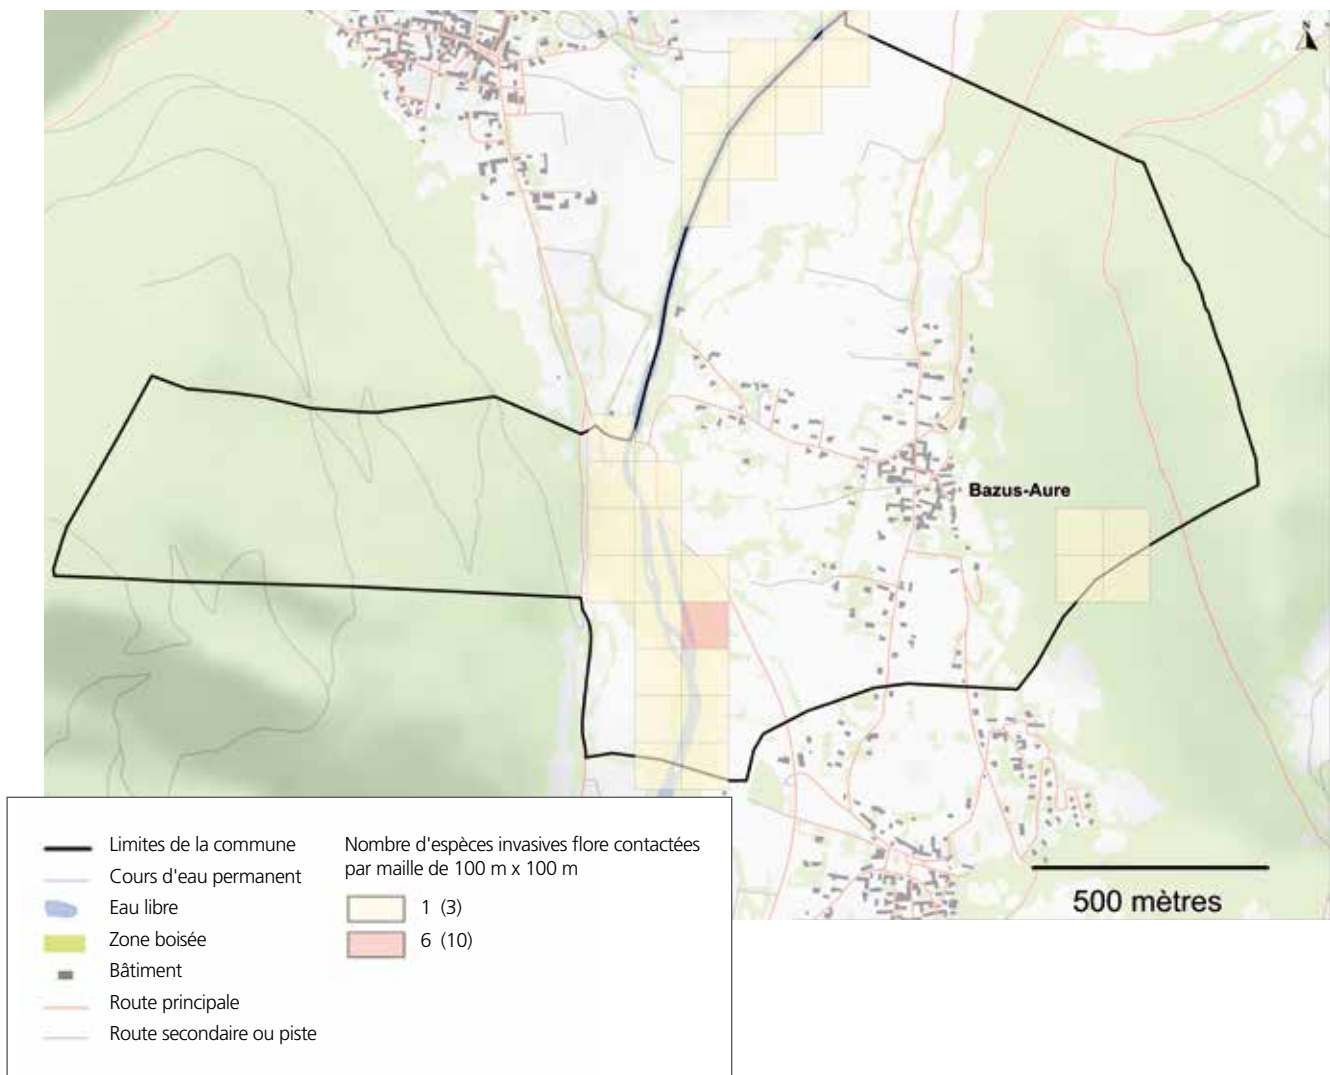 N
Bazus-Aure
500 mètres
Limites de la commune
Cours d'eau permanent
Eau libre
Zone boisée
Bâtiment
Route principale
Route secondaire ou piste
Nombre d'espèces invasives flore contactées
par maille de 100 m x 100 m
1 (3)
6 (10)